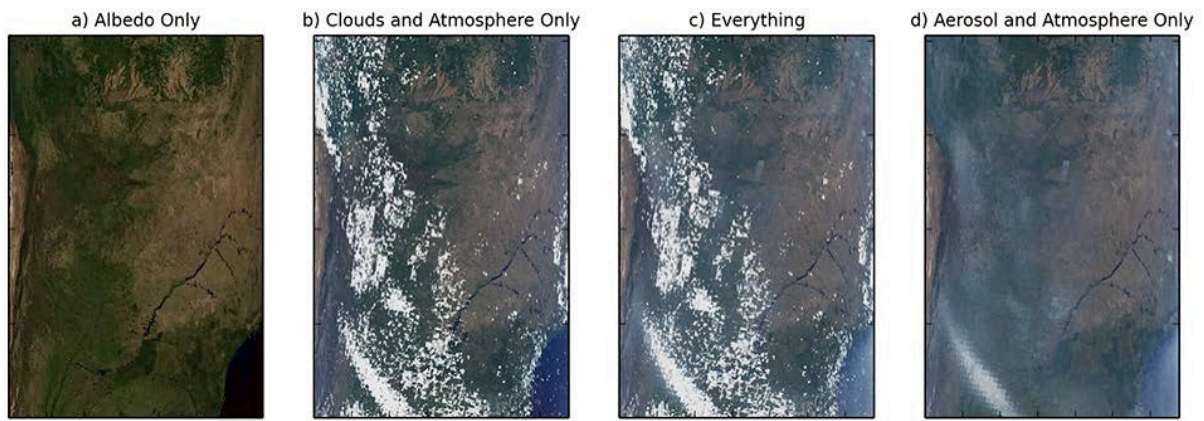 a) Albedo Only
b) Clouds and Atmosphere Only
c) Everything
d) Aerosol and Atmosphere Only